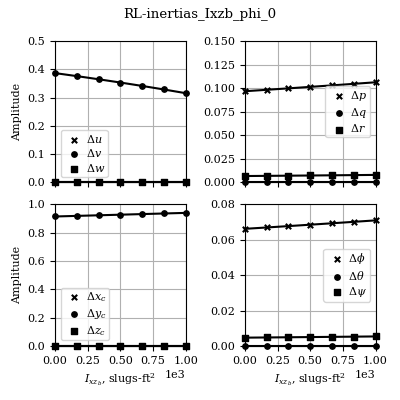 RL-inertias_Ixzb_phi_0
0.5
0.4
0.3
0.2
0.1
0.0
Amplitude
Δu
Δv
Δw
0.150
0.125
0.100
0.075
0.050
0.025
0.000
Δp
Δq
Δr
1.0
0.8
0.6
0.4
0.2
0.0
Amplitude
Δx_c
Δy_c
Δz_c
0.00 0.25 0.50 0.75 1.00
I_{xz_b}, slugs-ft²
1e3
0.08
0.06
0.04
0.02
0.00
Δϕ
Δθ
Δψ
0.00 0.25 0.50 0.75 1.00
I_{xz_b}, slugs-ft²
1e3